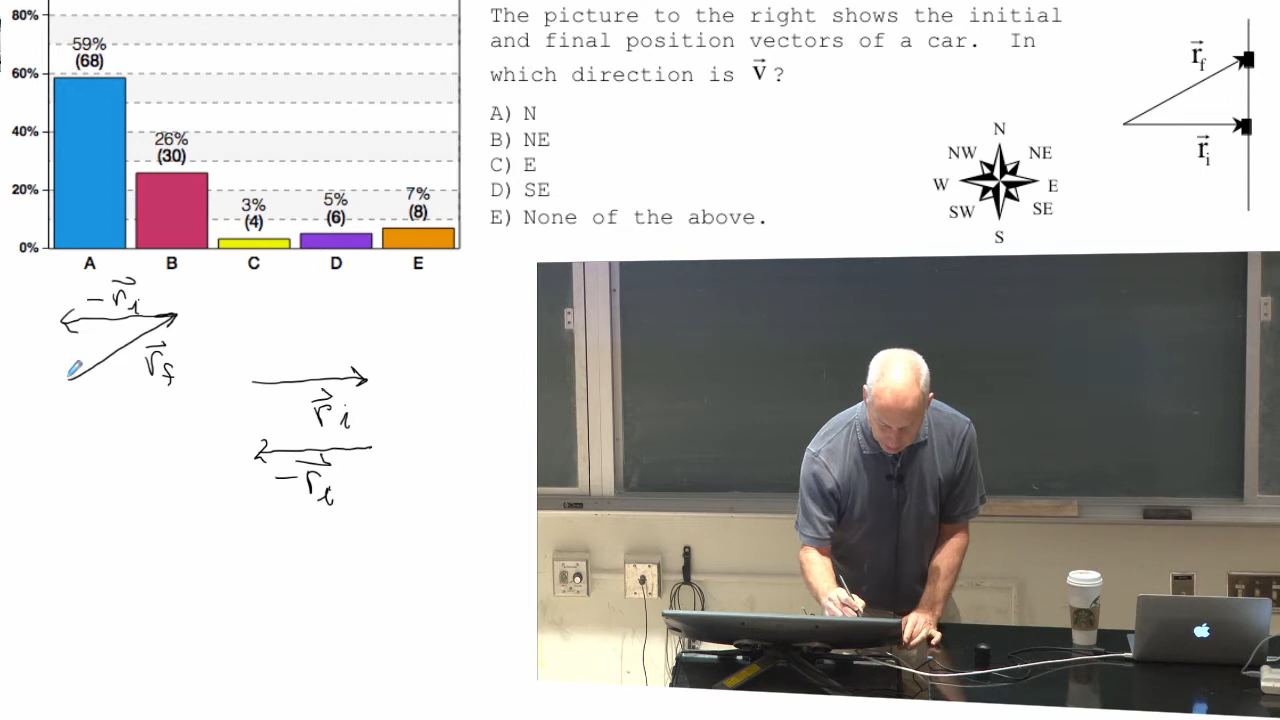 80%
59%
(68)
60%
40%
26%
(30)
20%
3%
(4)
5%
(6)
7%
(8)
0%
A B C D E
The picture to the right shows the initial
and final position vectors of a car. In
which direction is v⃗ ?
A) N
B) NE
C) E
D) SE
E) None of the above.
N
NW NE
W E
SW SE
S
r⃗f
r⃗i
-r⃗i
r⃗f
r⃗i
-r⃗i